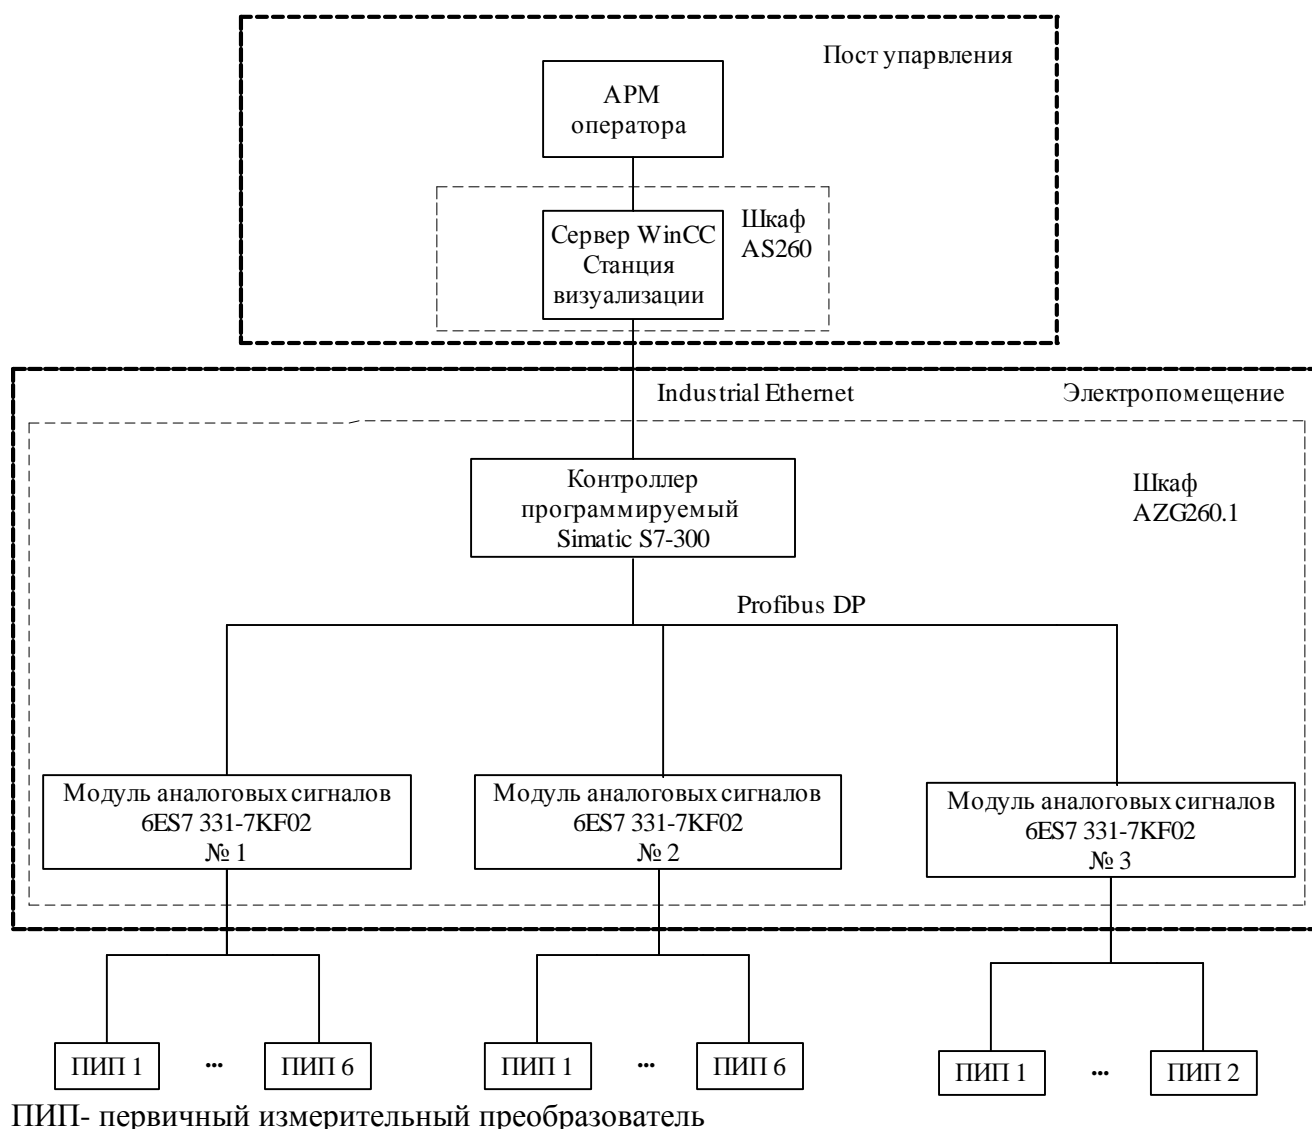 Пост упарвления
АРМ
оператора
Шкаф
AS260
Сервер WinCC
Станция
визуализации
Industrial Ethernet
Электропомещение
Контроллер
программируемый
Simatic S7-300
Шкаф
AZG260.1
Profibus DP
Модуль аналоговых сигналов
6ES7 331-7KF02
№ 1
Модуль аналоговых сигналов
6ES7 331-7KF02
№ 2
Модуль аналоговых сигналов
6ES7 331-7KF02
№ 3
ПИП 1
...
ПИП 6
ПИП 1
...
ПИП 6
ПИП 1
...
ПИП 2
ПИП- первичный измерительный преобразователь